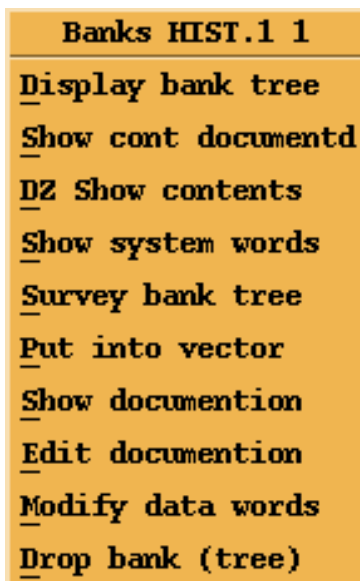 Banks HIST.1 1
Display bank tree
Show cont documentd
DZ Show contents
Show system words
Survey bank tree
Put into vector
Show documention
Edit documention
Modify data words
Drop bank (tree)